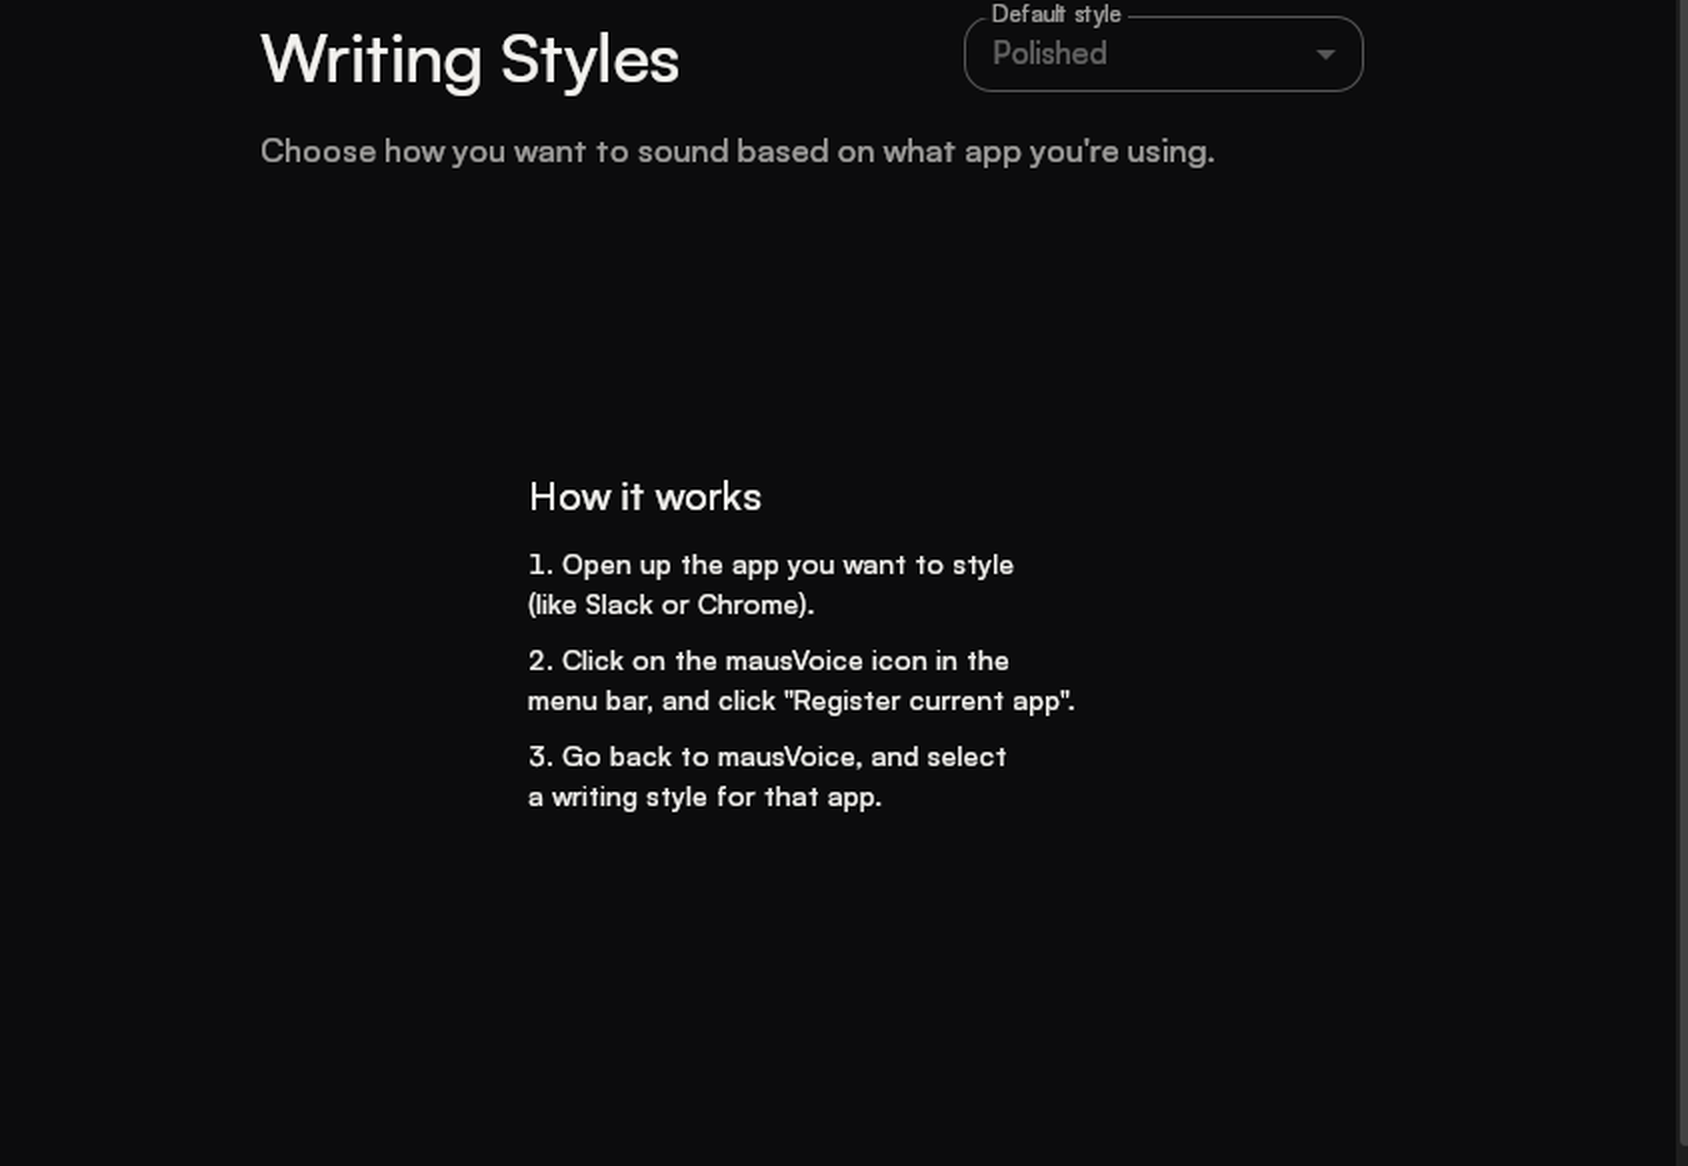 Writing Styles
Default style
Polished
Choose how you want to sound based on what app you're using.
How it works
1. Open up the app you want to style
(like Slack or Chrome).
2. Click on the mausVoice icon in the
menu bar, and click "Register current app".
3. Go back to mausVoice, and select
a writing style for that app.